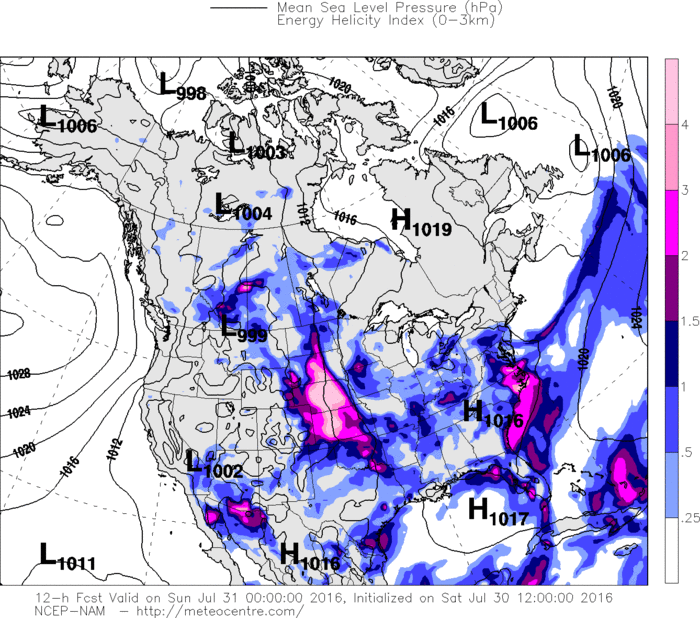 Mean Sea Level Pressure (hPa)
Energy Helicity Index (0-3km)
L998
1020
1020
L1006
1016
L1006
4
L1003
L1006
3
L1004
1012
1016
H1019
2
1024
L999
1.5
1028
1020
1
1024
H1016
1020
1012
1016
L1002
.5
H1017
.25
L1011
H1016
12-h Fcst Valid on Sun Jul 31 00:00:00 2016, Initialized on Sat Jul 30 12:00:00 2016
NCEP-NAM - http://meteocentre.com/